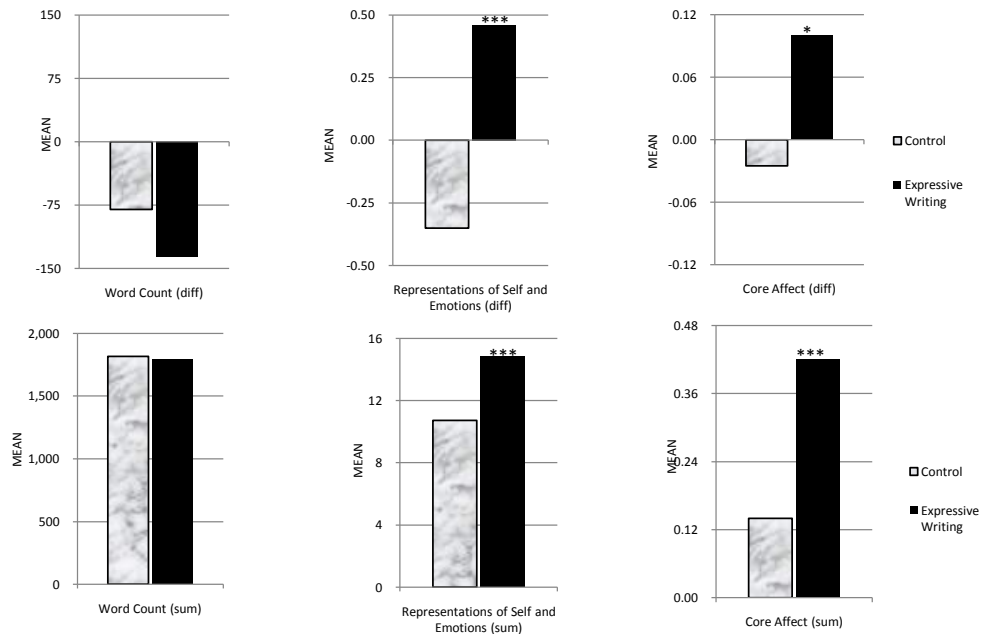 150
75
0
-75
-150
MEAN
Word Count (diff)
0.50
0.25
0.00
-0.25
-0.50
MEAN
***
Representations of Self and
Emotions (diff)
0.12
0.06
0.00
-0.06
-0.12
MEAN
*
Core Affect (diff)
Control
Expressive
Writing
2,000
1,500
1,000
500
0
MEAN
Word Count (sum)
16
12
8
4
0
MEAN
***
Representations of Self and
Emotions (sum)
0.48
0.36
0.24
0.12
0.00
MEAN
***
Core Affect (sum)
Control
Expressive
Writing